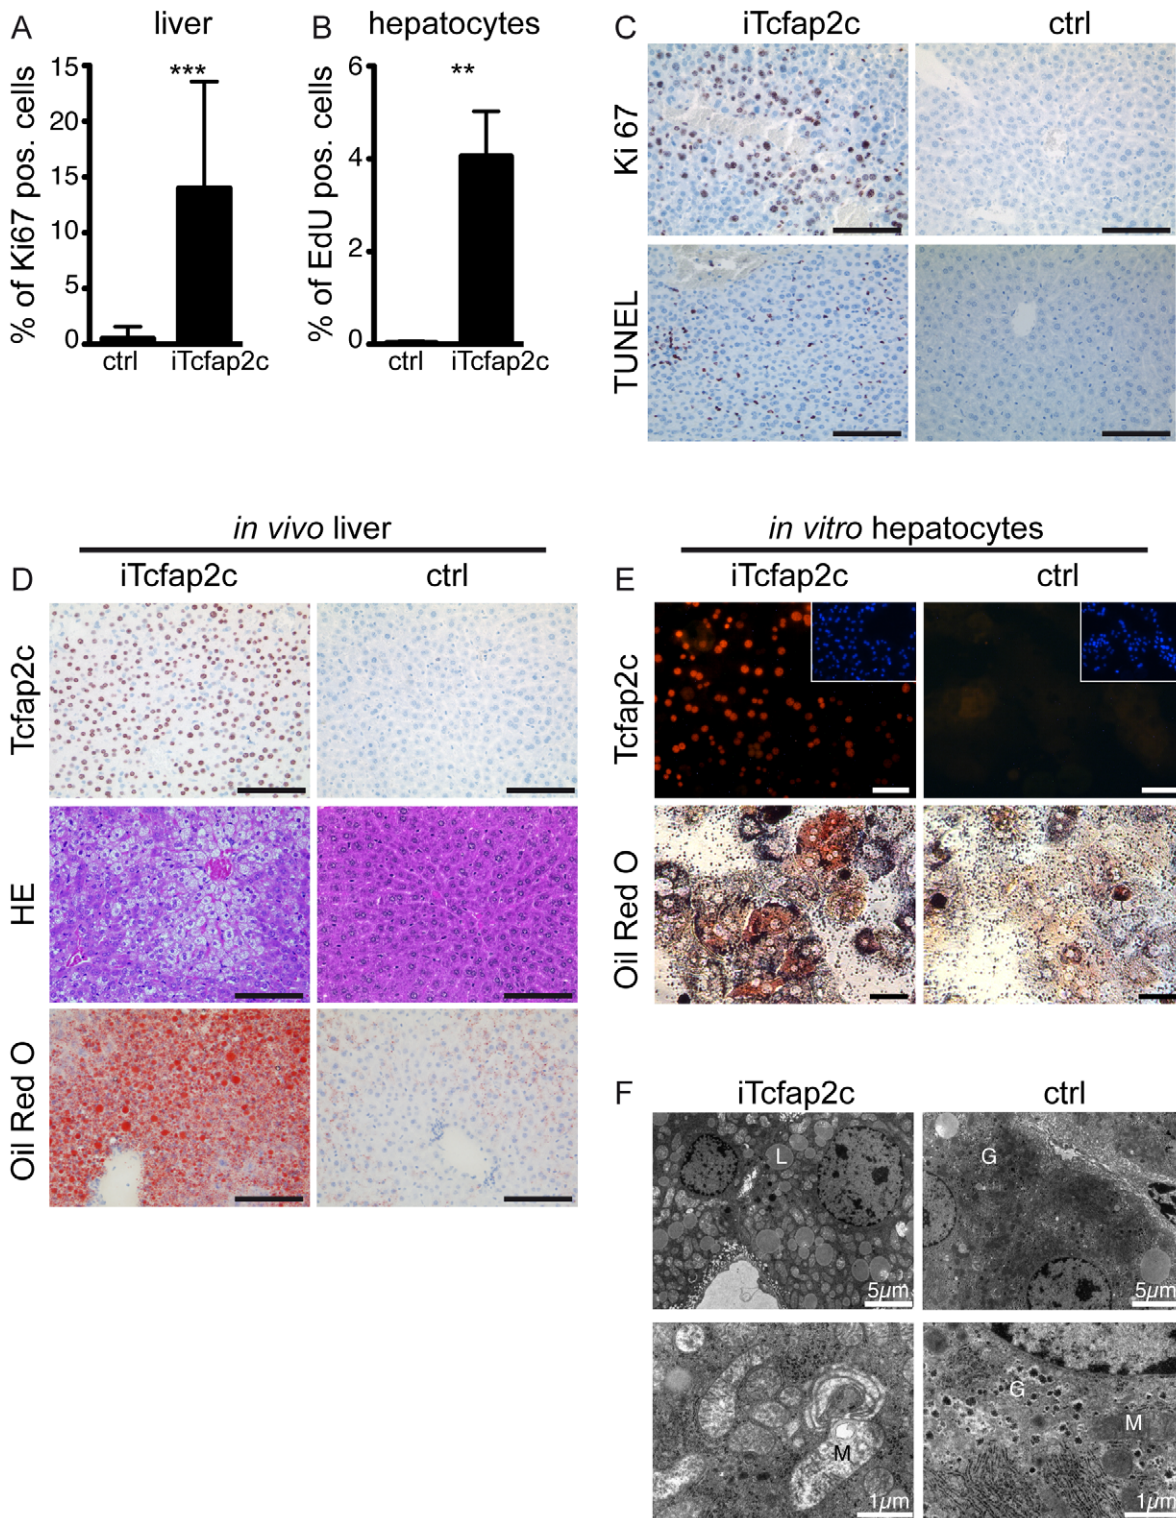 A liver
B hepatocytes
C iTcfap2c ctrl
% of Ki67 pos. cells
15
20
15
10
5
0
***
ctrl iTcfap2c
% of EdU pos. cells
6
4
2
0
**
ctrl iTcfap2c
Ki 67
TUNEL
in vivo liver
D iTcfap2c ctrl
Tcfap2c
HE
Oil Red O
in vitro hepatocytes
E iTcfap2c ctrl
Tcfap2c
Oil Red O
F iTcfap2c ctrl
L
5µm
G
5µm
M
1µm
G
M
1µm